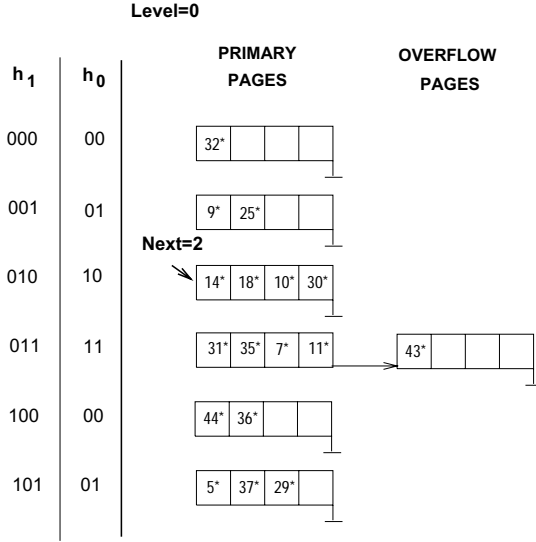 Level=0
h1 h0 PRIMARY PAGES OVERFLOW PAGES
000 00 32*
001 01 9* 25*
Next=2
010 10 14* 18* 10* 30*
011 11 31* 35* 7* 11* 43*
100 00 44* 36*
101 01 5* 37* 29*